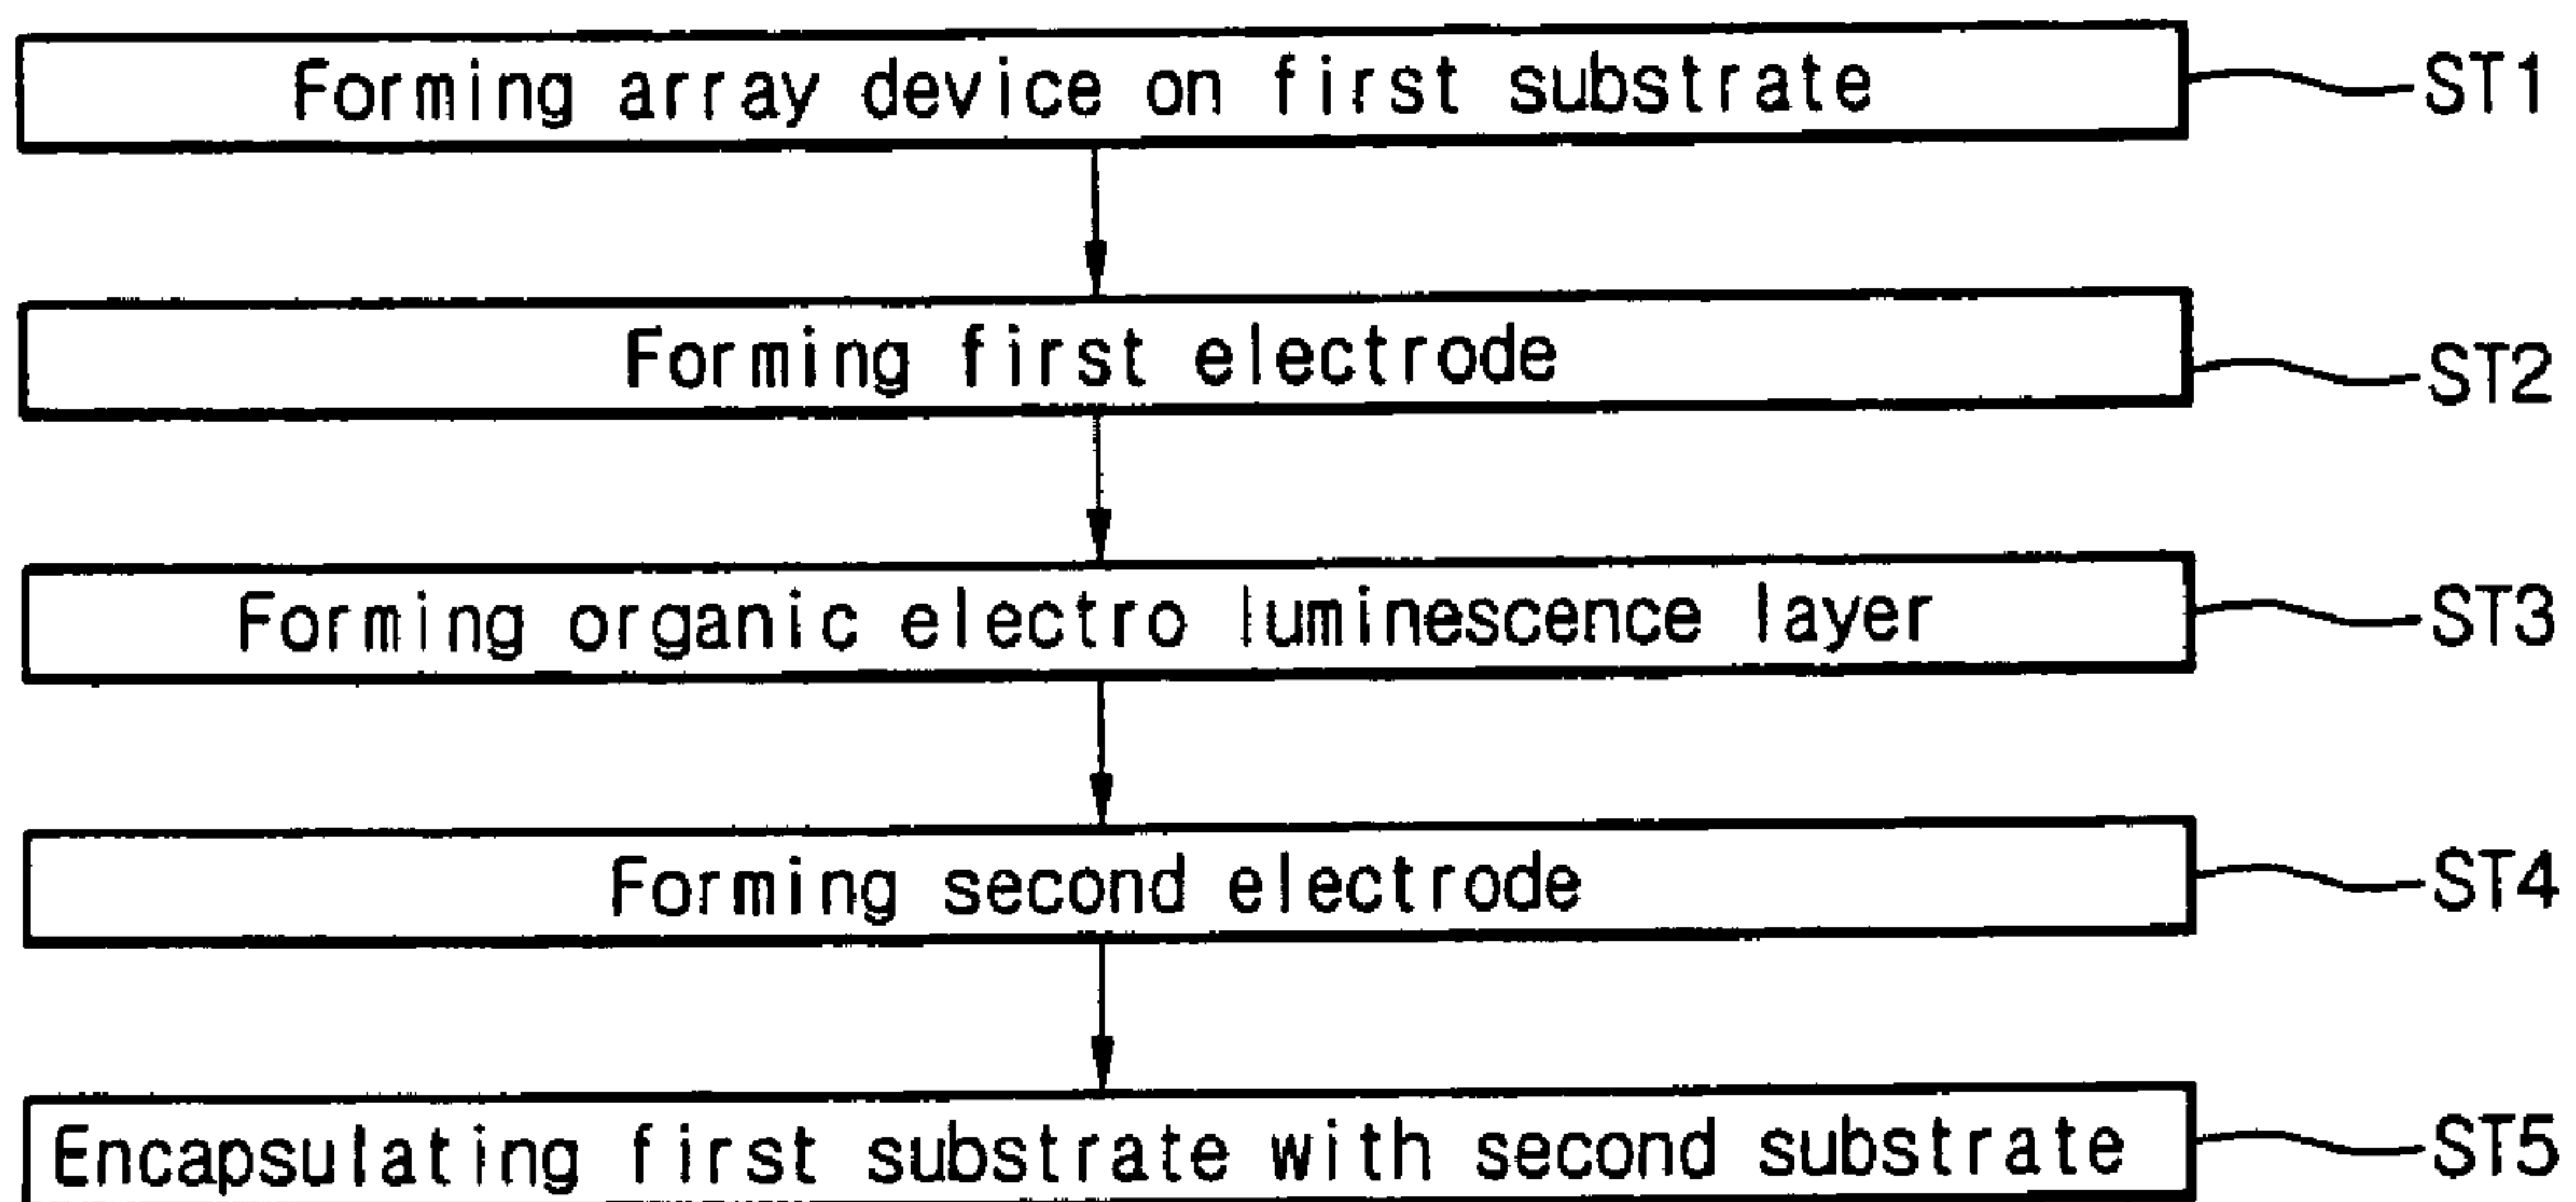 Forming array device on first substrate ST1
Forming first electrode ST2
Forming organic electro luminescence layer ST3
Forming second electrode ST4
Encapsulating first substrate with second substrate ST5